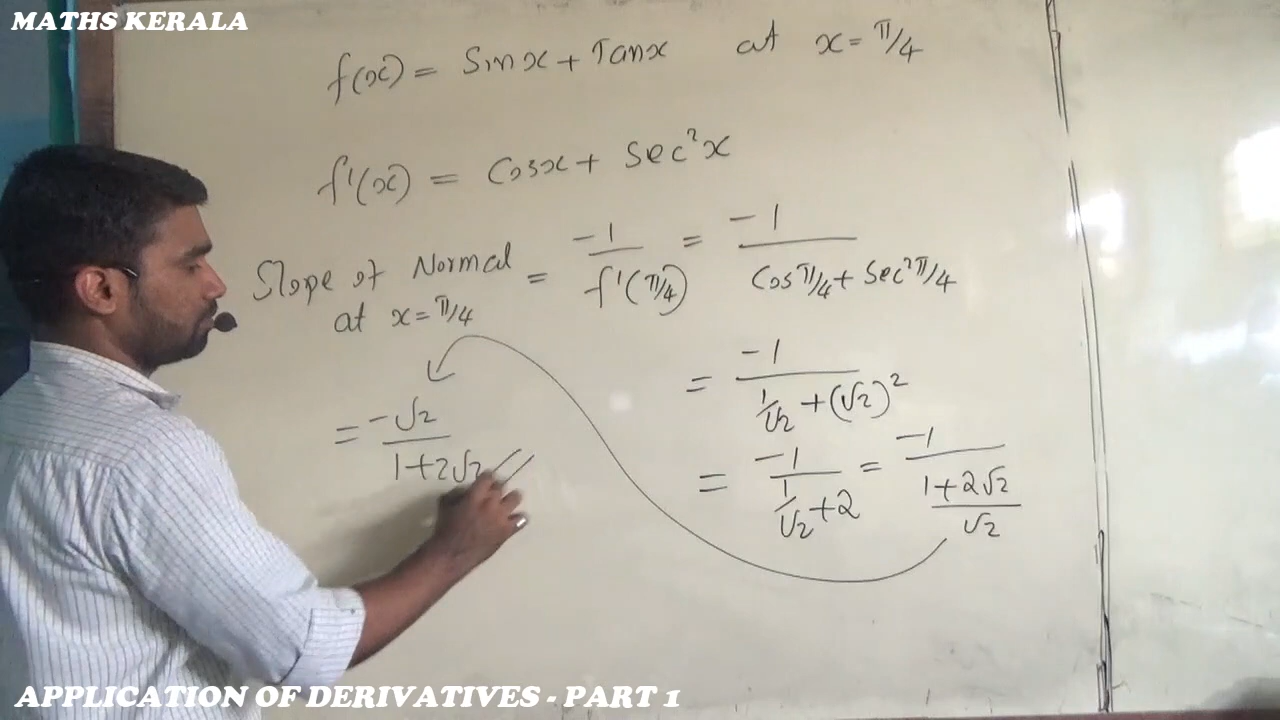 MATHS KERALA
f(x) = Sinx + Tanx at x = π/4
f'(x) = Cosx + Sec²x
Slope of Normal at x = π/4 = -1/f'(π/4) = -1/(Cos π/4 + Sec² π/4)
= -1/(1/√2 + (√2)²)
= -1/(1/√2 + 2) = -1/((1+2√2)/√2)
= -√2/(1+2√2)
APPLICATION OF DERIVATIVES - PART 1